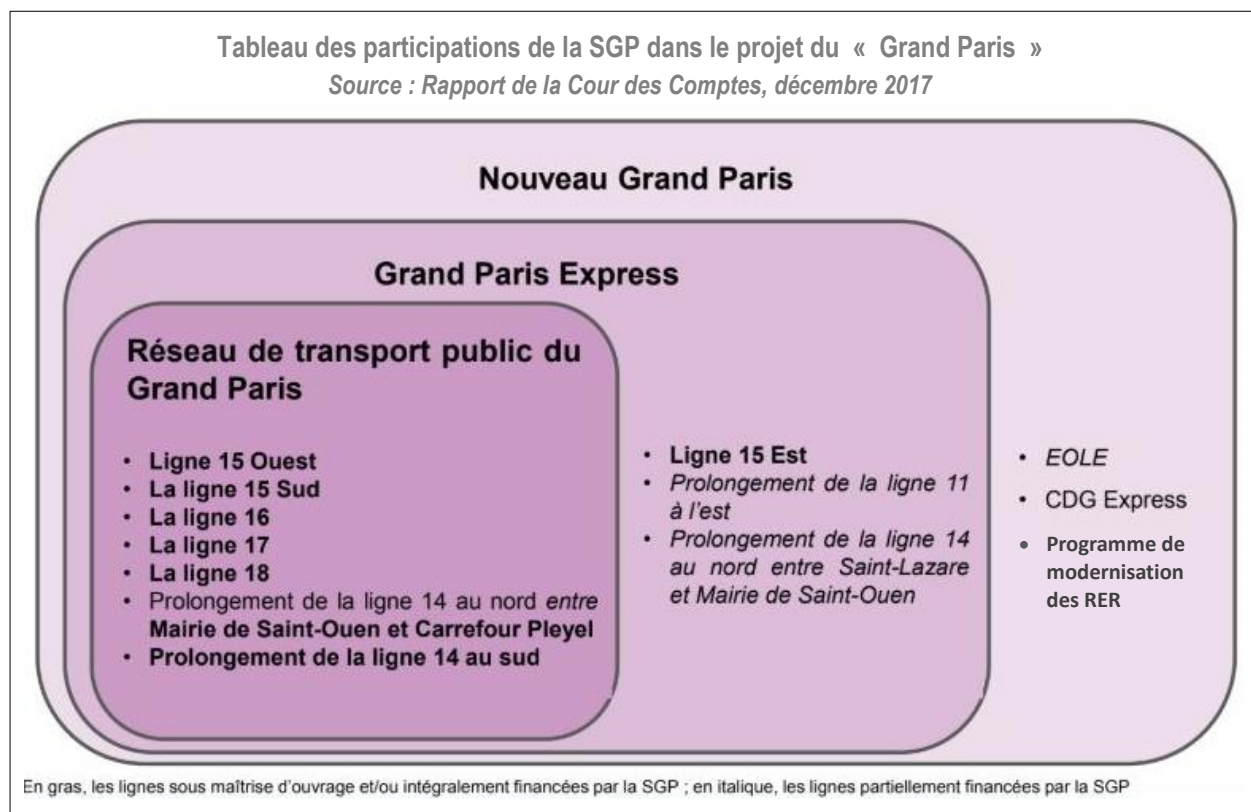 Tableau des participations de la SGP dans le projet du « Grand Paris »
Source : Rapport de la Cour des Comptes, décembre 2017
Nouveau Grand Paris
Grand Paris Express
Réseau de transport public du
Grand Paris
• Ligne 15 Ouest
• La ligne 15 Sud
• La ligne 16
• La ligne 17
• La ligne 18
• Prolongement de la ligne 14 au nord entre
Mairie de Saint-Ouen et Carrefour Pleyel
• Prolongement de la ligne 14 au sud
• Ligne 15 Est
• Prolongement de la ligne 11
à l'est
• Prolongement de la ligne 14
au nord entre Saint-Lazare
et Mairie de Saint-Ouen
• EOLE
• CDG Express
• Programme de
modernisation
des RER
En gras, les lignes sous maîtrise d'ouvrage et/ou intégralement financées par la SGP ; en italique, les lignes partiellement financées par la SGP